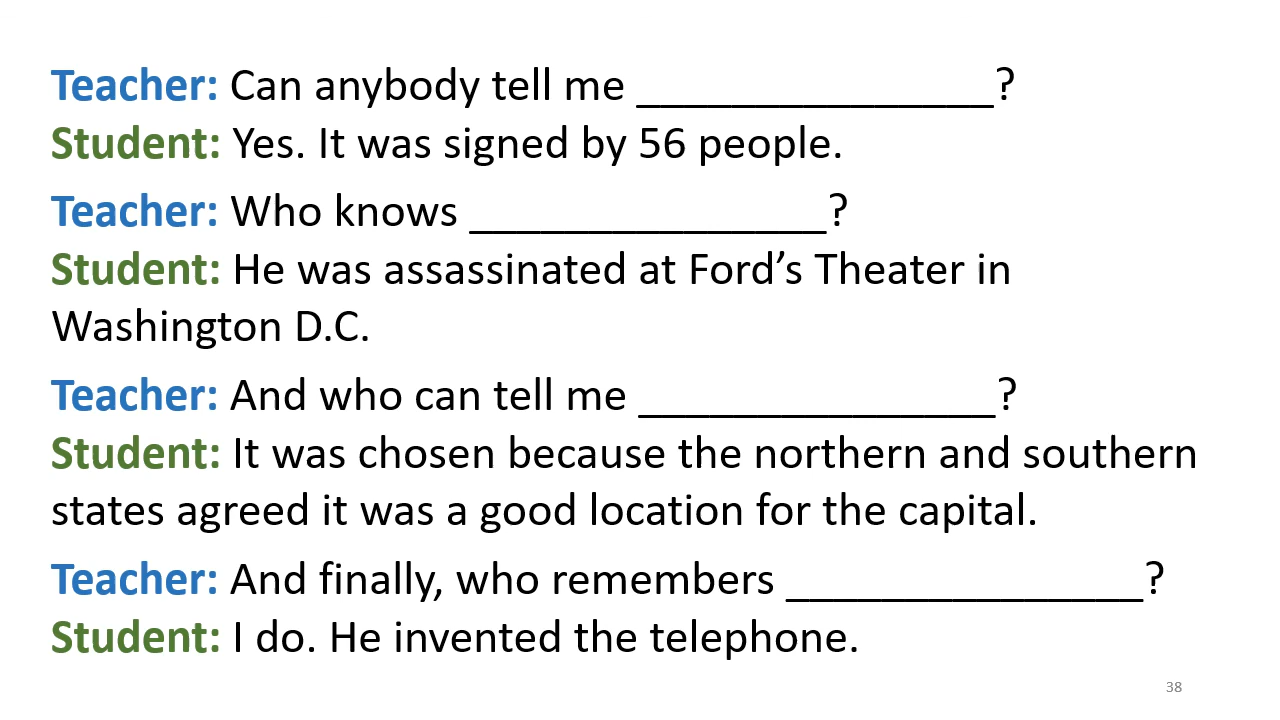 Teacher: Can anybody tell me _______________?
Student: Yes. It was signed by 56 people.
Teacher: Who knows _______________?
Student: He was assassinated at Ford’s Theater in
Washington D.C.
Teacher: And who can tell me _______________?
Student: It was chosen because the northern and southern
states agreed it was a good location for the capital.
Teacher: And finally, who remembers _______________?
Student: I do. He invented the telephone.
38